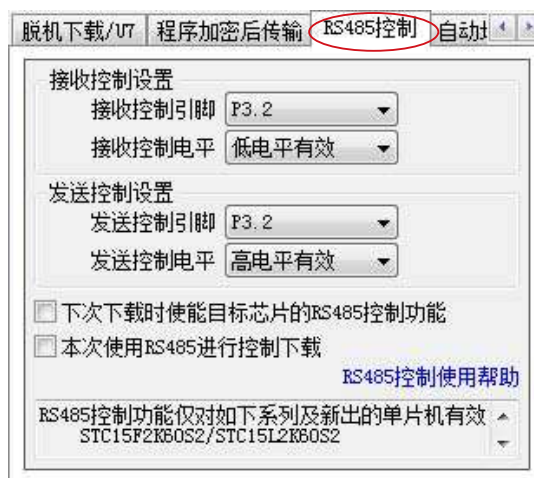 脱机下载/U7 程序加密后传输 RS485控制 自动
接收控制设置
接收控制引脚 P3.2
接收控制电平 低电平有效
发送控制设置
发送控制引脚 P3.2
发送控制电平 高电平有效
下次下载时使能目标芯片的RS485控制功能
本次使用RS485进行控制下载
RS485控制使用帮助
RS485控制功能仅对如下系列及新出的单片机有效
STC15F2K60S2/STC15L2K60S2